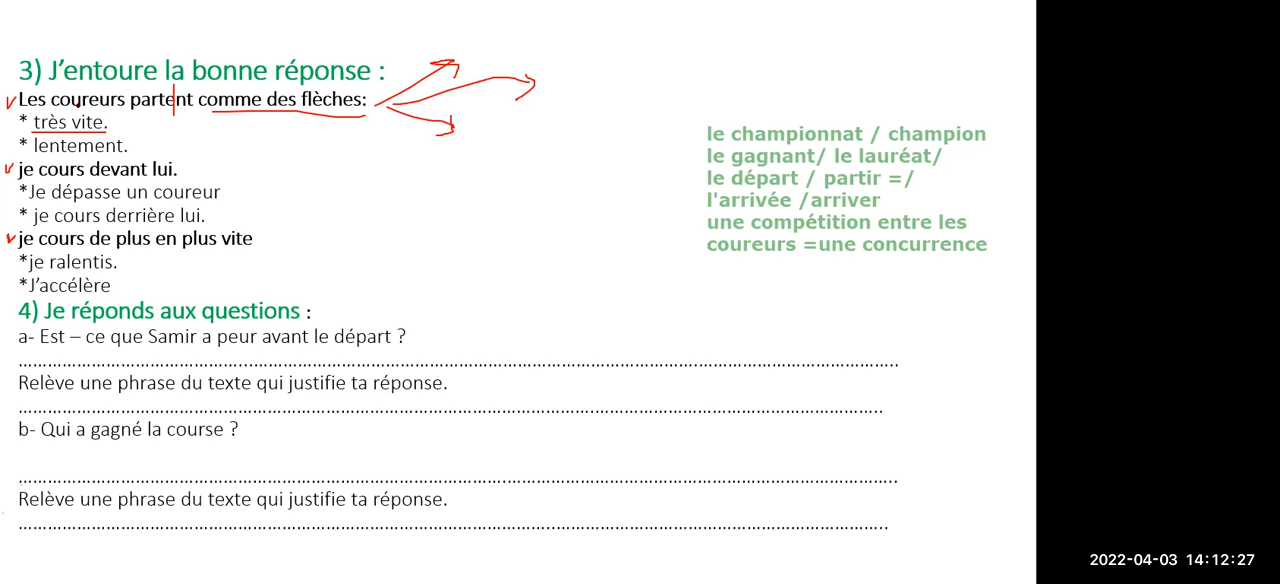 3) J'entoure la bonne réponse :
Les coureurs partent comme des flèches:
* très vite.
* lentement.
je cours devant lui.
*Je dépasse un coureur
* je cours derrière lui.
je cours de plus en plus vite
*je ralentis.
*J'accélère
4) Je réponds aux questions :
a- Est – ce que Samir a peur avant le départ ?
Relève une phrase du texte qui justifie ta réponse.
b- Qui a gagné la course ?
Relève une phrase du texte qui justifie ta réponse.
le championnat / champion
le gagnant/ le lauréat/
le départ / partir =/
l'arrivée /arriver
une compétition entre les
coureurs =une concurrence
2022-04-03 14:12:27